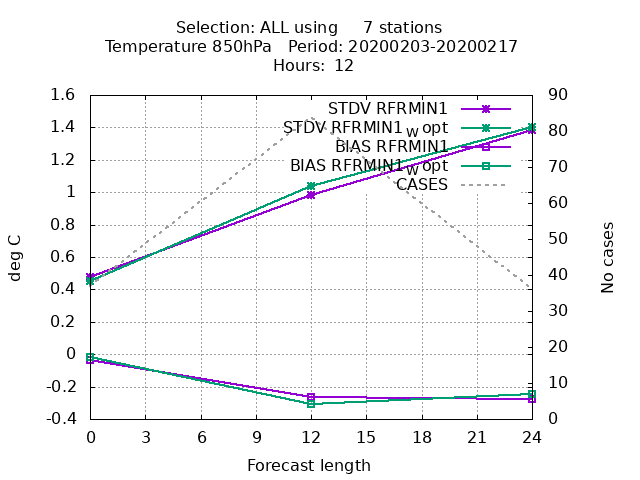 Selection: ALL using 7 stations
Temperature 850hPa Period: 20200203-20200217
Hours: 12
1.6
1.4
1.2
1
0.8
0.6
0.4
0.2
0
-0.2
-0.4
deg C
STDV RFRMIN1
STDV RFRMIN1w opt
BIAS RFRMIN1
BIAS RFRMIN1w opt
CASES
90
80
70
60
50
40
30
20
10
0
No cases
0 3 6 9 12 15 18 21 24
Forecast length